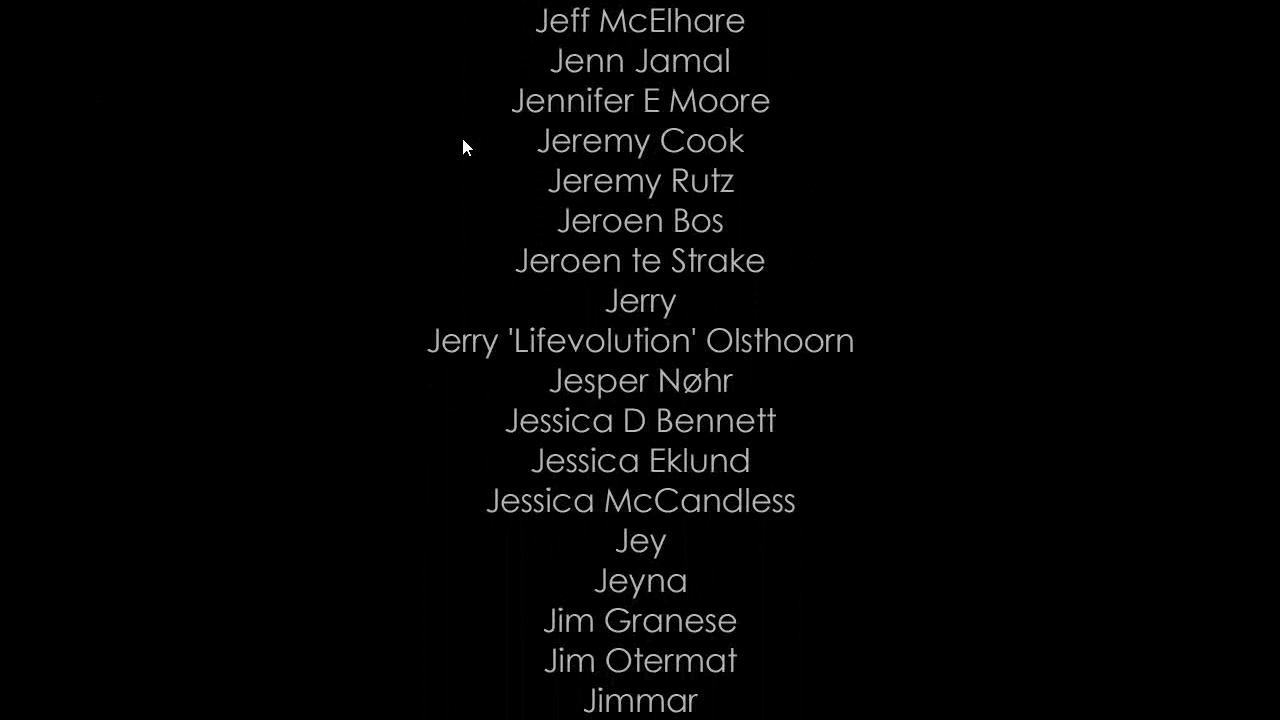 Jeff McElhare
Jenn Jamal
Jennifer E Moore
Jeremy Cook
Jeremy Rutz
Jeroen Bos
Jeroen te Strake
Jerry
Jerry 'Lifevolution' Olsthoorn
Jesper Nøhr
Jessica D Bennett
Jessica Eklund
Jessica McCandless
Jey
Jeyna
Jim Granese
Jim Otermat
Jimmar